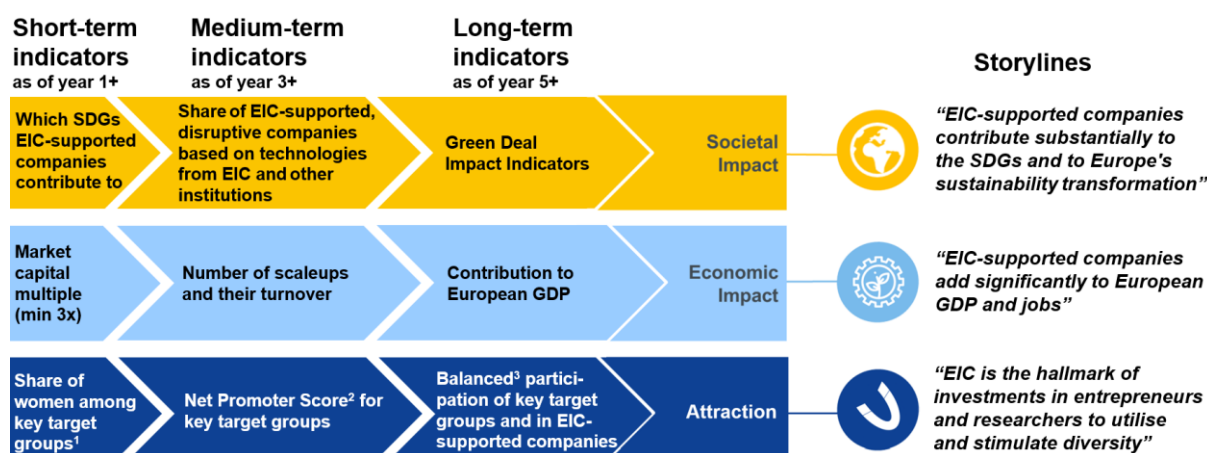 Short-term
indicators
as of year 1+
Medium-term
indicators
as of year 3+
Long-term
indicators
as of year 5+
Storylines
Which SDGs
EIC-supported
companies
contribute to
Share of EIC-supported,
disruptive companies
based on technologies
from EIC and other
institutions
Green Deal
Impact Indicators
Societal
Impact
“EIC-supported companies
contribute substantially to
the SDGs and to Europe's
sustainability transformation”
Market
capital
multiple
(min 3x)
Number of scaleups
and their turnover
Contribution to
European GDP
Economic
Impact
“EIC-supported companies
add significantly to European
GDP and jobs”
Share of
women among
key target
groups¹
Net Promoter Score² for
key target groups
Balanced³ partici-
pation of key target
groups and in EIC-
supported companies
Attraction
“EIC is the hallmark of
investments in entrepreneurs
and researchers to utilise
and stimulate diversity”